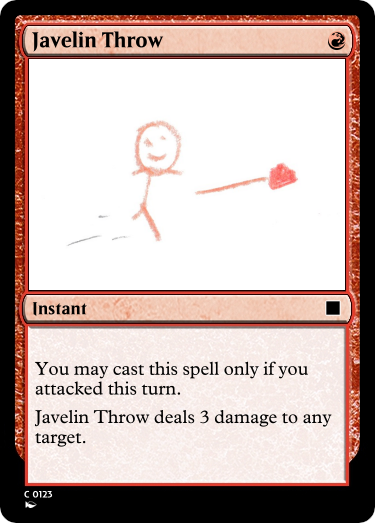 Javelin Throw
Instant
You may cast this spell only if you
attacked this turn.
Javelin Throw deals 3 damage to any
target.
C 0123